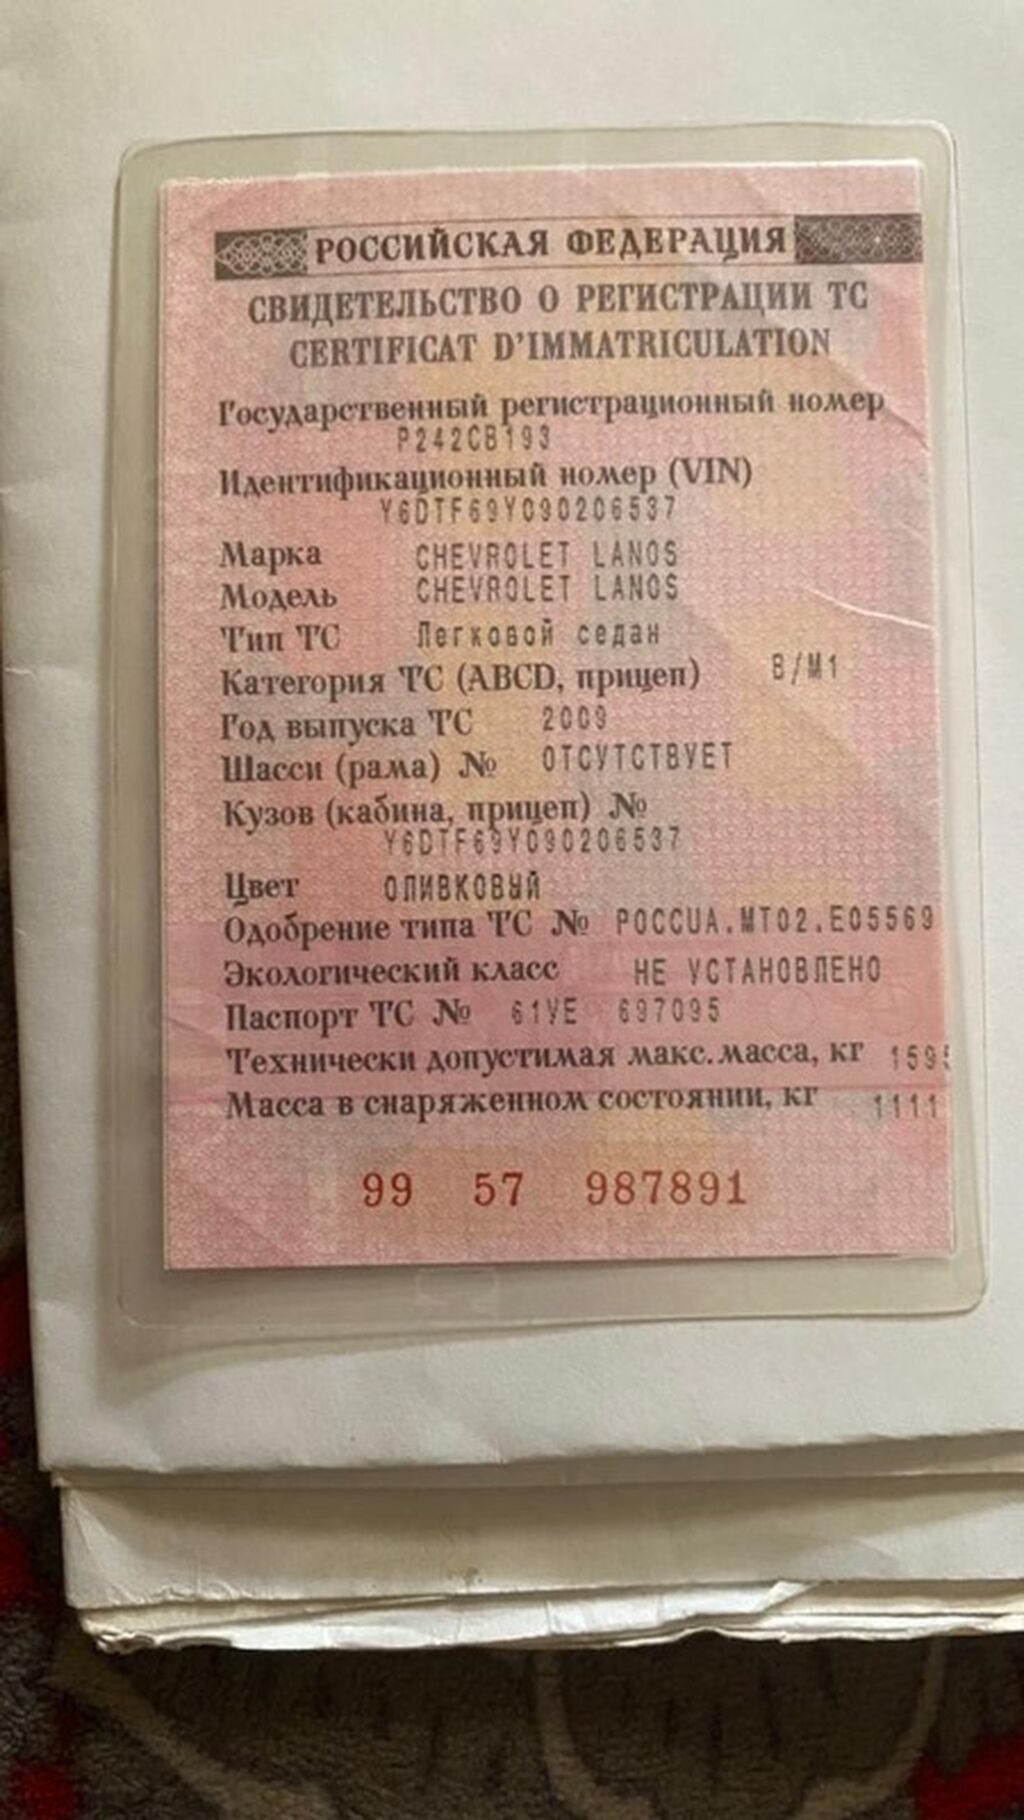 РОССИЙСКАЯ ФЕДЕРАЦИЯ
СВИДЕТЕЛЬСТВО О РЕГИСТРАЦИИ ТС
CERTIFICAT D'IMMATRICULATION
Государственный регистрационный номер
Р242СВ193
Идентификационный номер (VIN)
Y6DTF69Y090206537
Марка CHEVROLET LANOS
Модель CHEVROLET LANOS
Тип ТС Легковой седан
Категория ТС (ABCD, прицеп) B/M1
Год выпуска ТС 2009
Шасси (рама) № ОТСУТСТВУЕТ
Кузов (кабина, прицеп) №
Y6DTF69Y090206537
Цвет ОЛИВКОВЫЙ
Одобрение типа ТС № РОССUA.МТ02.Е05569
Экологический класс НЕ УСТАНОВЛЕНО
Паспорт ТС № 61УЕ 697095
Технически допустимая макс. масса, кг 1595
Масса в снаряженном состоянии, кг 1111
99 57 987891